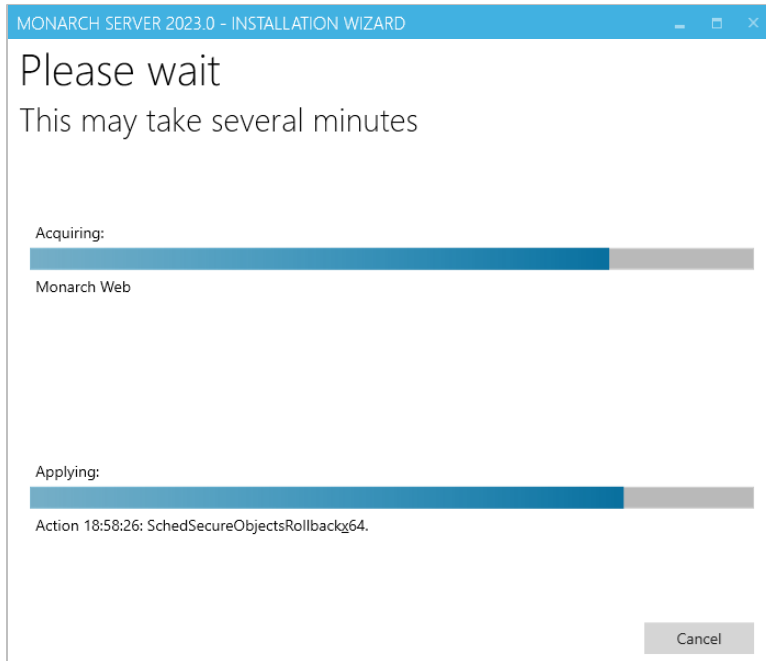 MONARCH SERVER 2023.0 - INSTALLATION WIZARD
Please wait
This may take several minutes
Acquiring:
Monarch Web
Applying:
Action 18:58:26: SchedSecureObjectsRollbackx64.
Cancel